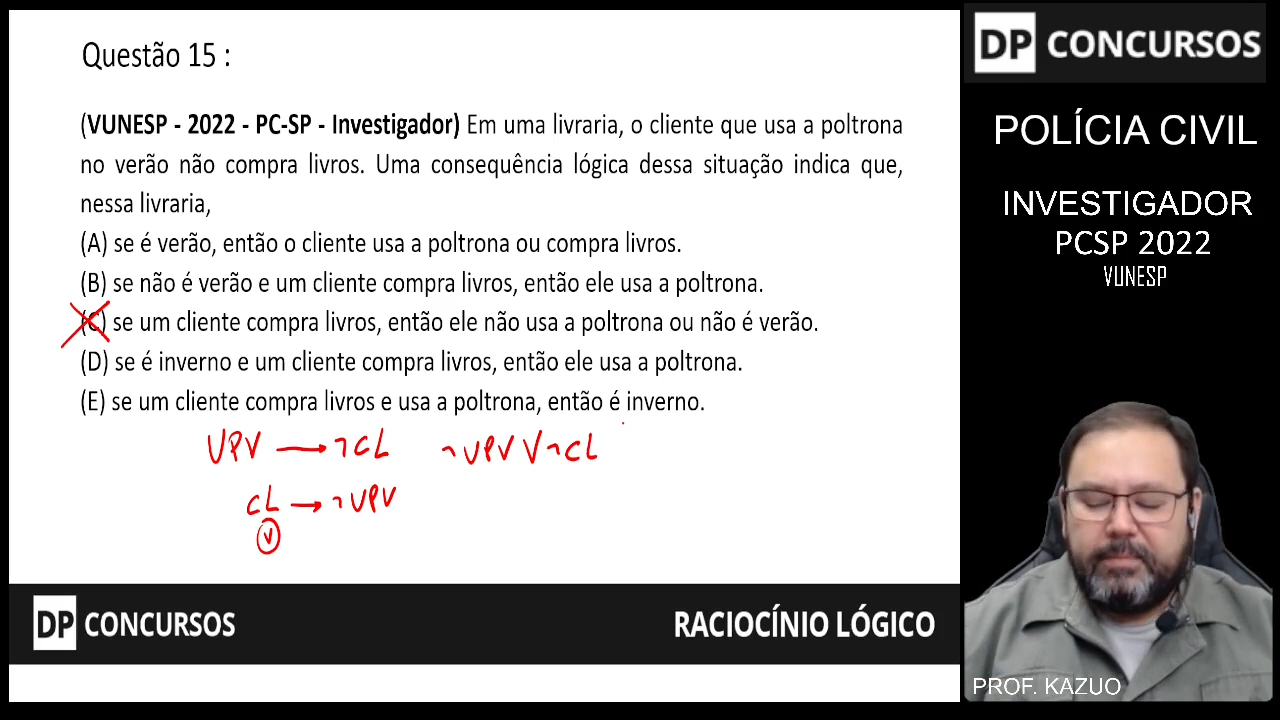 Questão 15 :
(VUNESP - 2022 - PC-SP - Investigador) Em uma livraria, o cliente que usa a poltrona
no verão não compra livros. Uma consequência lógica dessa situação indica que,
nessa livraria,
(A) se é verão, então o cliente usa a poltrona ou compra livros.
(B) se não é verão e um cliente compra livros, então ele usa a poltrona.
(C) se um cliente compra livros, então ele não usa a poltrona ou não é verão.
(D) se é inverno e um cliente compra livros, então ele usa a poltrona.
(E) se um cliente compra livros e usa a poltrona, então é inverno.
UPV → ¬CL ¬UPV V ¬CL
CL → ¬UPV
V
DP CONCURSOS
RACIOCÍNIO LÓGICO
DP CONCURSOS
POLÍCIA CIVIL
INVESTIGADOR
PCSP 2022
VUNESP
PROF. KAZUO